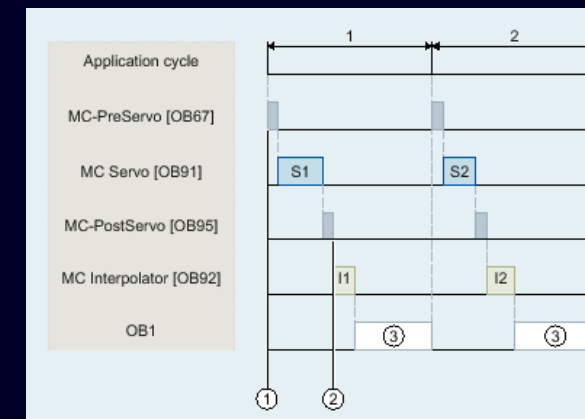 1 2
Application cycle
MC-PreServo [OB67]
MC Servo [OB91] S1 S2
MC-PostServo [OB95]
MC Interpolator [OB92] I1 I2
OB1 3 3
1 2